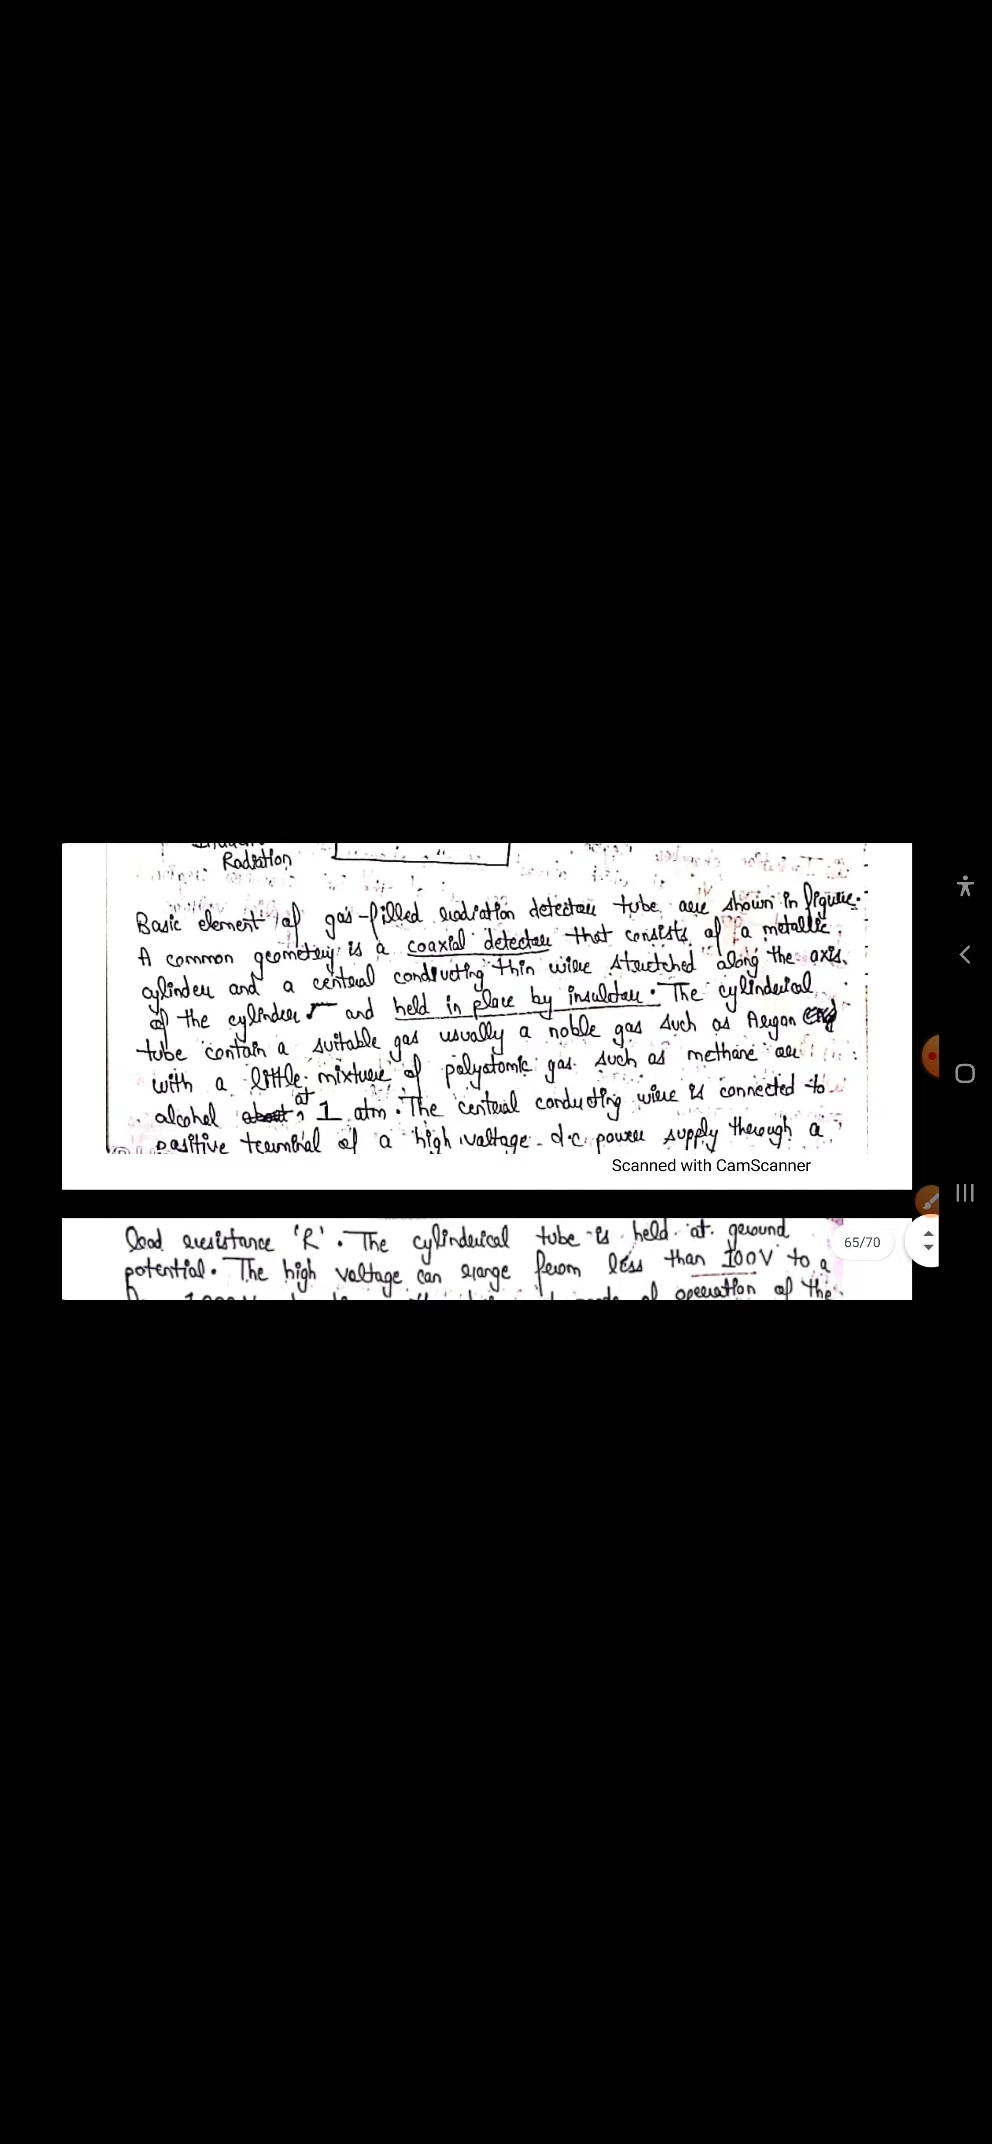 Radiation
Basic element of gas-filled radiation detector tube are shown in figure.
A common geometry is a coaxial detector that consists of a metallic
cylinder and a central conducting thin wire stretched along the axis
of the cylinder and held in place by insulator. The cylinderical
tube contain a suitable gas usually a noble gas such as Argon
with a little mixture of polyatomic gas such as methane or
alcohol at 1 atm. The central conducting wire is connected to
positive terminal of a high voltage d.c. power supply through a
Scanned with CamScanner
load resistance 'R'. The cylinderical tube is held at ground
65/70
potential. The high voltage can range from less than 100V to a
operation of the